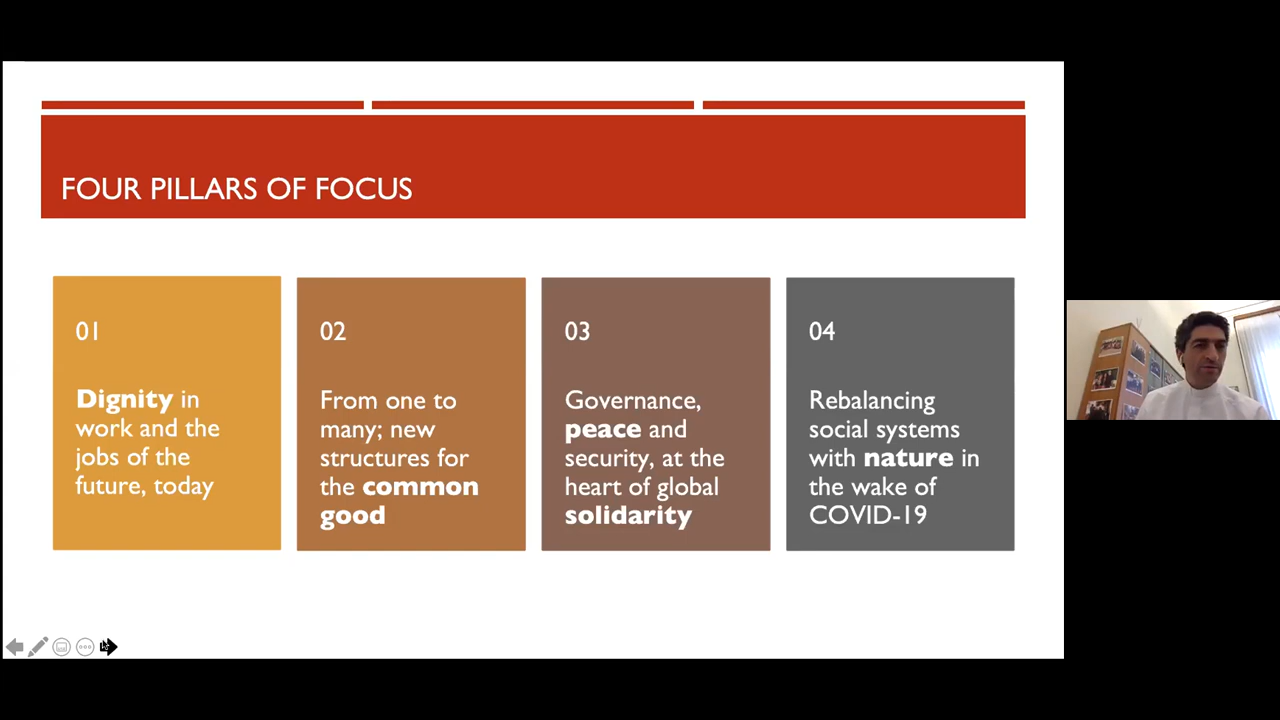 FOUR PILLARS OF FOCUS
01
Dignity in
work and the
jobs of the
future, today
02
From one to
many; new
structures for
the common
good
03
Governance,
peace and
security, at the
heart of global
solidarity
04
Rebalancing
social systems
with nature in
the wake of
COVID-19